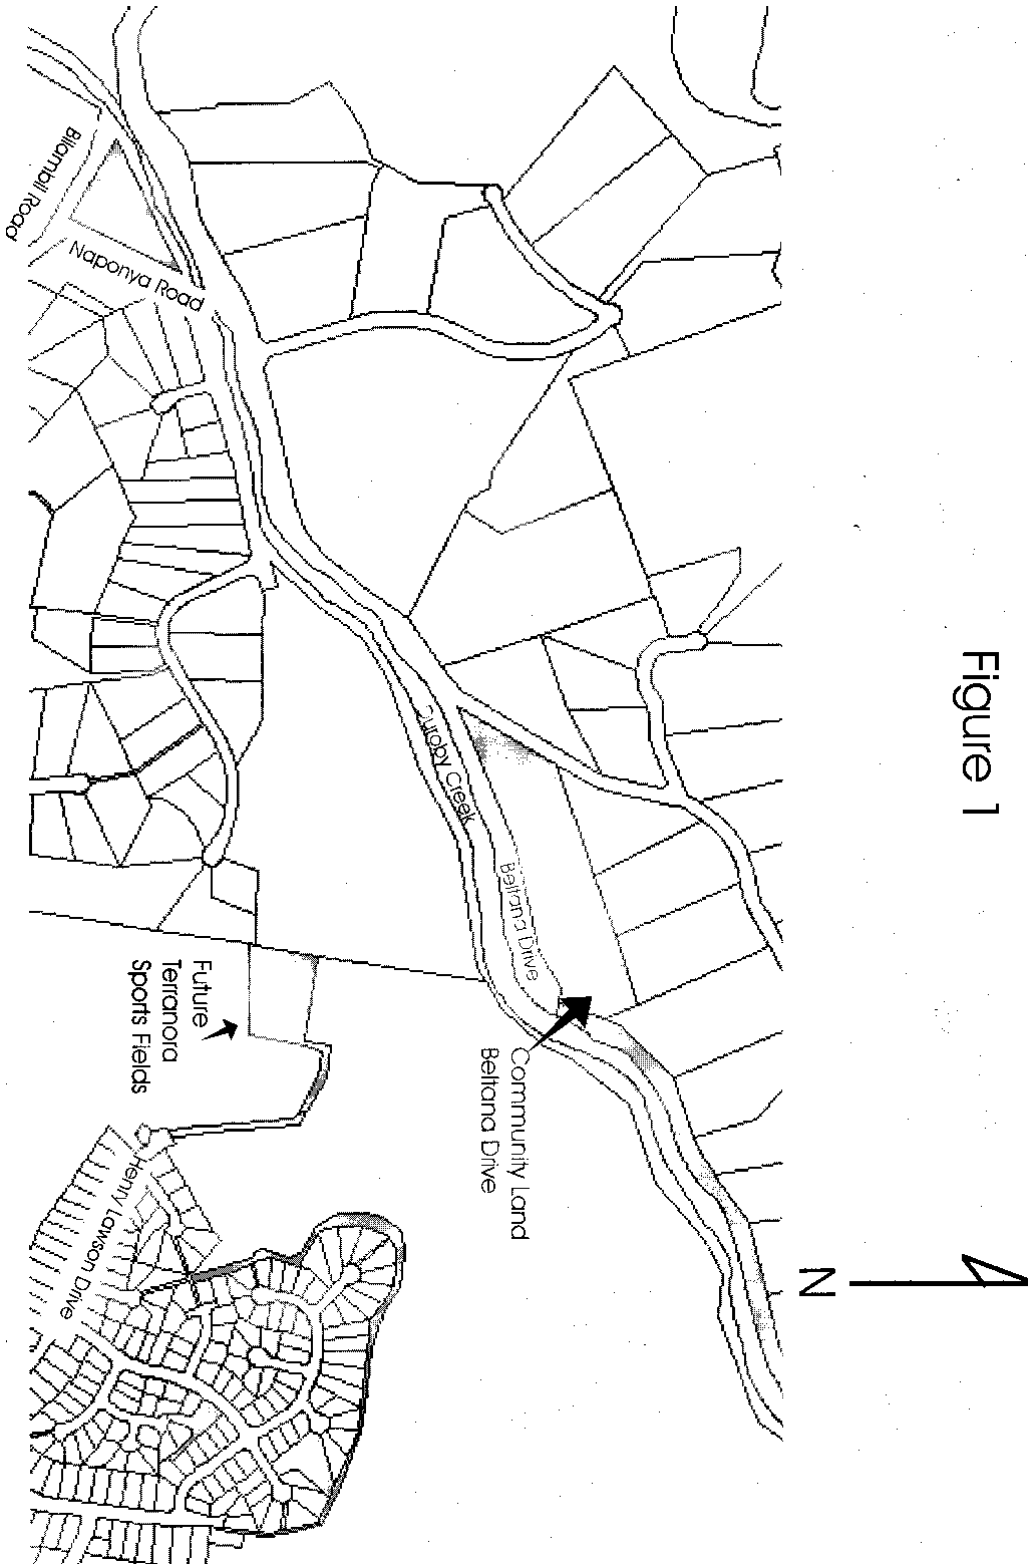 Figure 1
N
Bilambil Road
Naponya Road
Duroby Creek
Beltana Drive
Community Land
Beltana Drive
Future
Terranora
Sports Fields
Henry Lawson Drive